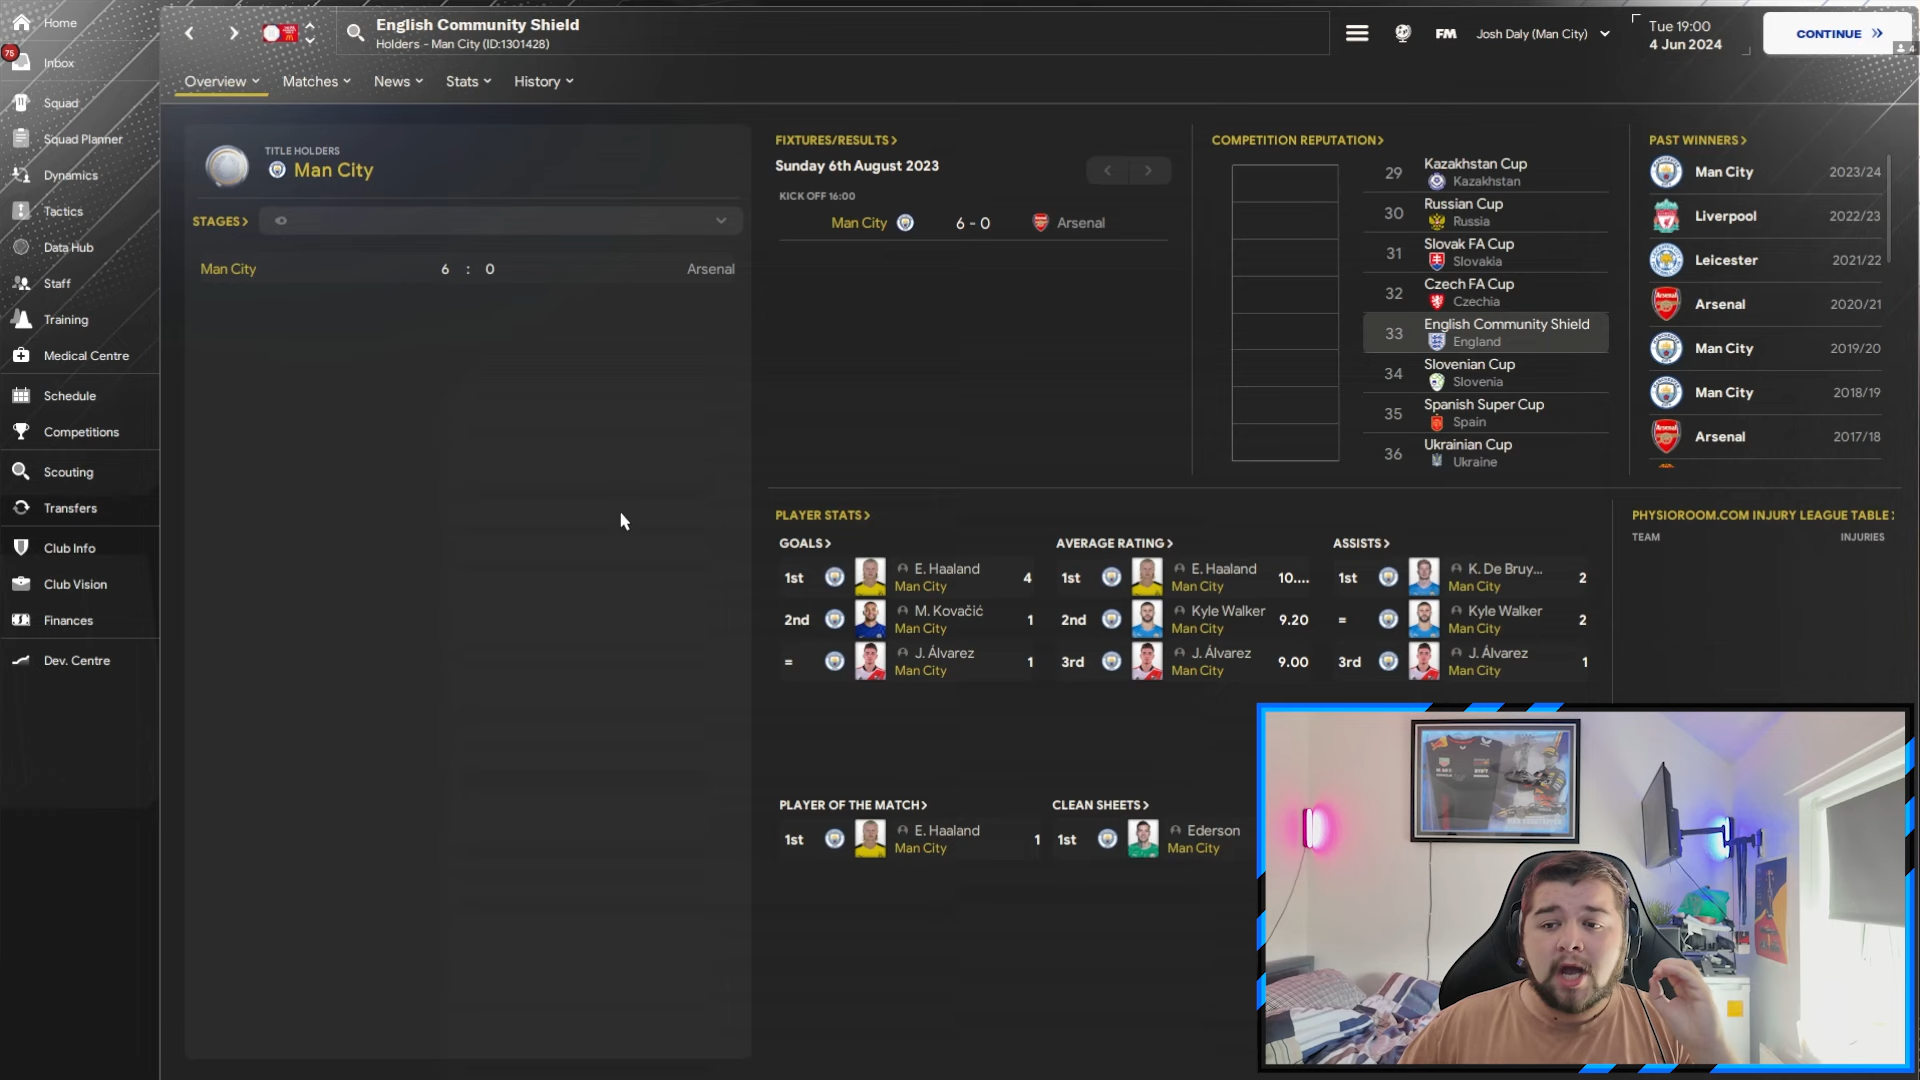 Home
75
Inbox
Squad
Squad Planner
Dynamics
Tactics
Data Hub
Staff
Training
Medical Centre
Schedule
Competitions
Scouting
Transfers
Club Info
Club Vision
Finances
Dev. Centre
English Community Shield
Holders - Man City (ID:1301428)
FM
Josh Daly (Man City)
Tue 19:00
4 Jun 2024
CONTINUE
4
Overview
Matches
News
Stats
History
TITLE HOLDERS
Man City
STAGES
Man City 6 : 0 Arsenal
FIXTURES/RESULTS
Sunday 6th August 2023
KICK OFF 16:00
Man City 6 - 0 Arsenal
COMPETITION REPUTATION
29 Kazakhstan Cup
Kazakhstan
30 Russian Cup
Russia
31 Slovak FA Cup
Slovakia
32 Czech FA Cup
Czechia
33 English Community Shield
England
34 Slovenian Cup
Slovenia
35 Spanish Super Cup
Spain
36 Ukrainian Cup
Ukraine
PAST WINNERS
Man City 2023/24
Liverpool 2022/23
Leicester 2021/22
Arsenal 2020/21
Man City 2019/20
Man City 2018/19
Arsenal 2017/18
PLAYER STATS
GOALS
1st E. Haaland 4
Man City
2nd M. Kovačić 1
Man City
= J. Álvarez 1
Man City
AVERAGE RATING
1st E. Haaland 10....
Man City
2nd Kyle Walker 9.20
Man City
3rd J. Álvarez 9.00
Man City
ASSISTS
1st K. De Bruy... 2
Man City
= Kyle Walker 2
Man City
3rd J. Álvarez 1
Man City
PHYSIOROOM.COM INJURY LEAGUE TABLE
TEAM INJURIES
PLAYER OF THE MATCH
1st E. Haaland 1
Man City
CLEAN SHEETS
1st Ederson
Man City